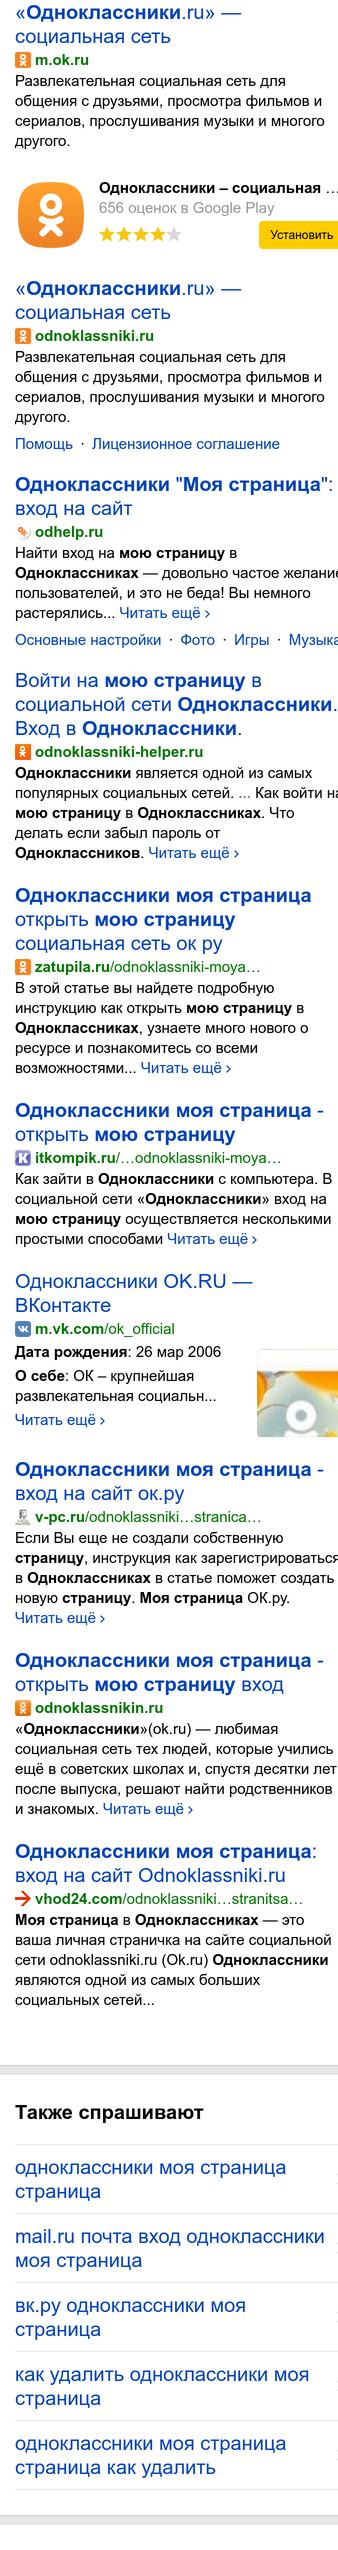 «Одноклассники.ru» —
социальная сеть
m.ok.ru
Развлекательная социальная сеть для
общения с друзьями, просмотра фильмов и
сериалов, прослушивания музыки и многого
другого.
Одноклассники – социальная ...
656 оценок в Google Play
Установить
«Одноклассники.ru» —
социальная сеть
odnoklassniki.ru
Развлекательная социальная сеть для
общения с друзьями, просмотра фильмов и
сериалов, прослушивания музыки и многого
другого.
Помощь · Лицензионное соглашение
Одноклассники "Моя страница":
вход на сайт
odhelp.ru
Найти вход на мою страницу в
Одноклассниках — довольно частое желание
пользователей, и это не беда! Вы немного
растерялись... Читать ещё ›
Основные настройки · Фото · Игры · Музыка
Войти на мою страницу в
социальной сети Одноклассники.
Вход в Одноклассники.
odnoklassniki-helper.ru
Одноклассники является одной из самых
популярных социальных сетей. ... Как войти на
мою страницу в Одноклассниках. Что
делать если забыл пароль от
Одноклассников. Читать ещё ›
Одноклассники моя страница
открыть мою страницу
социальная сеть ок ру
zatupila.ru/odnoklassniki-moya…
В этой статье вы найдете подробную
инструкцию как открыть мою страницу в
Одноклассниках, узнаете много нового о
ресурсе и познакомитесь со всеми
возможностями... Читать ещё ›
Одноклассники моя страница -
открыть мою страницу
itkompik.ru/…odnoklassniki-moya…
Как зайти в Одноклассники с компьютера. В
социальной сети «Одноклассники» вход на
мою страницу осуществляется несколькими
простыми способами Читать ещё ›
Одноклассники OK.RU —
ВКонтакте
m.vk.com/ok_official
Дата рождения: 26 мар 2006
О себе: ОК – крупнейшая
развлекательная социальн...
Читать ещё ›
Одноклассники моя страница -
вход на сайт ок.ру
v-pc.ru/odnoklassniki…stranica…
Если Вы еще не создали собственную
страницу, инструкция как зарегистрироваться
в Одноклассниках в статье поможет создать
новую страницу. Моя страница ОК.ру.
Читать ещё ›
Одноклассники моя страница -
открыть мою страницу вход
odnoklassnikin.ru
«Одноклассники»(ok.ru) — любимая
социальная сеть тех людей, которые учились
ещё в советских школах и, спустя десятки лет
после выпуска, решают найти родственников
и знакомых. Читать ещё ›
Одноклассники моя страница:
вход на сайт Odnoklassniki.ru
vhod24.com/odnoklassniki…stranitsa…
Моя страница в Одноклассниках — это
ваша личная страничка на сайте социальной
сети odnoklassniki.ru (Ok.ru) Одноклассники
являются одной из самых больших
социальных сетей...
Также спрашивают
одноклассники моя страница
страница
mail.ru почта вход одноклассники
моя страница
вк.ру одноклассники моя
страница
как удалить одноклассники моя
страница
одноклассники моя страница
страница как удалить